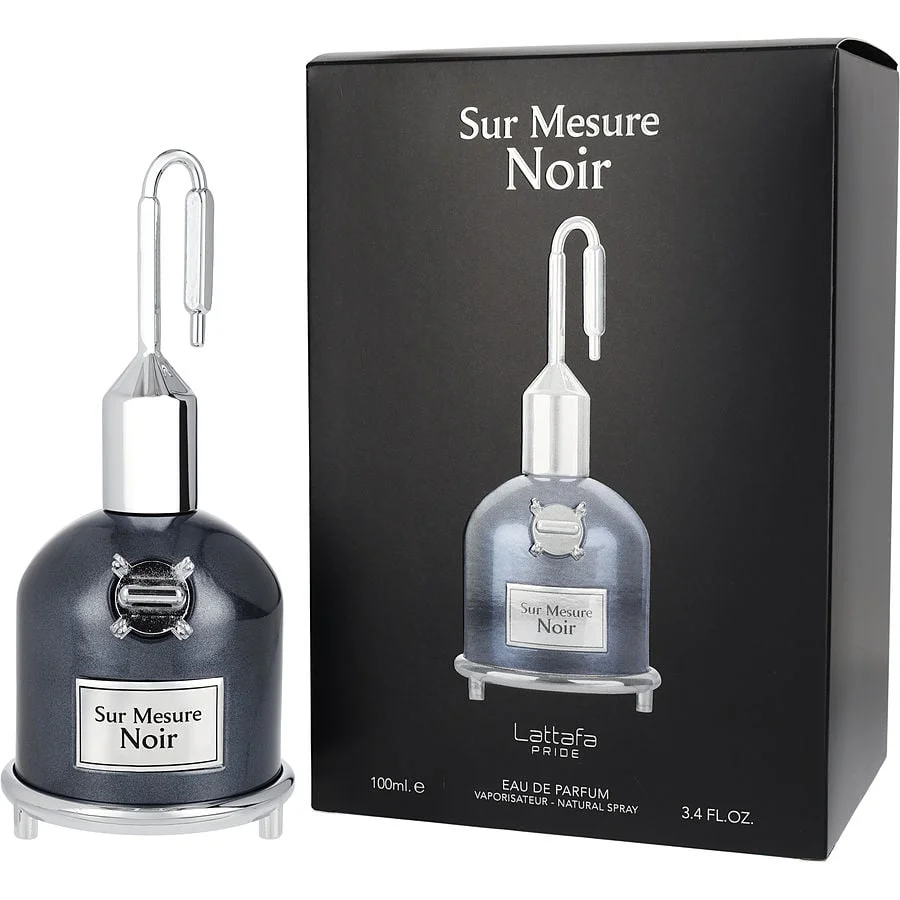 Sur Mesure
Noir
Sur Mesure
Noir
Lattafa
PRIDE
100ml. e
EAU DE PARFUM
VAPORISATEUR - NATURAL SPRAY
3.4 FL.OZ.
Sur Mesure
Noir